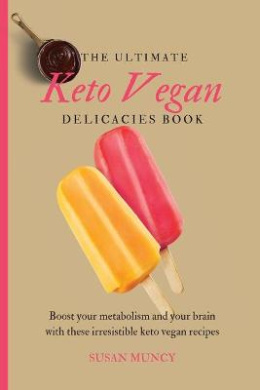 THE ULTIMATE
Keto Vegan
DELICACIES BOOK
Boost your metabolism and your brain
with these irresistible keto vegan recipes
SUSAN MUNCY